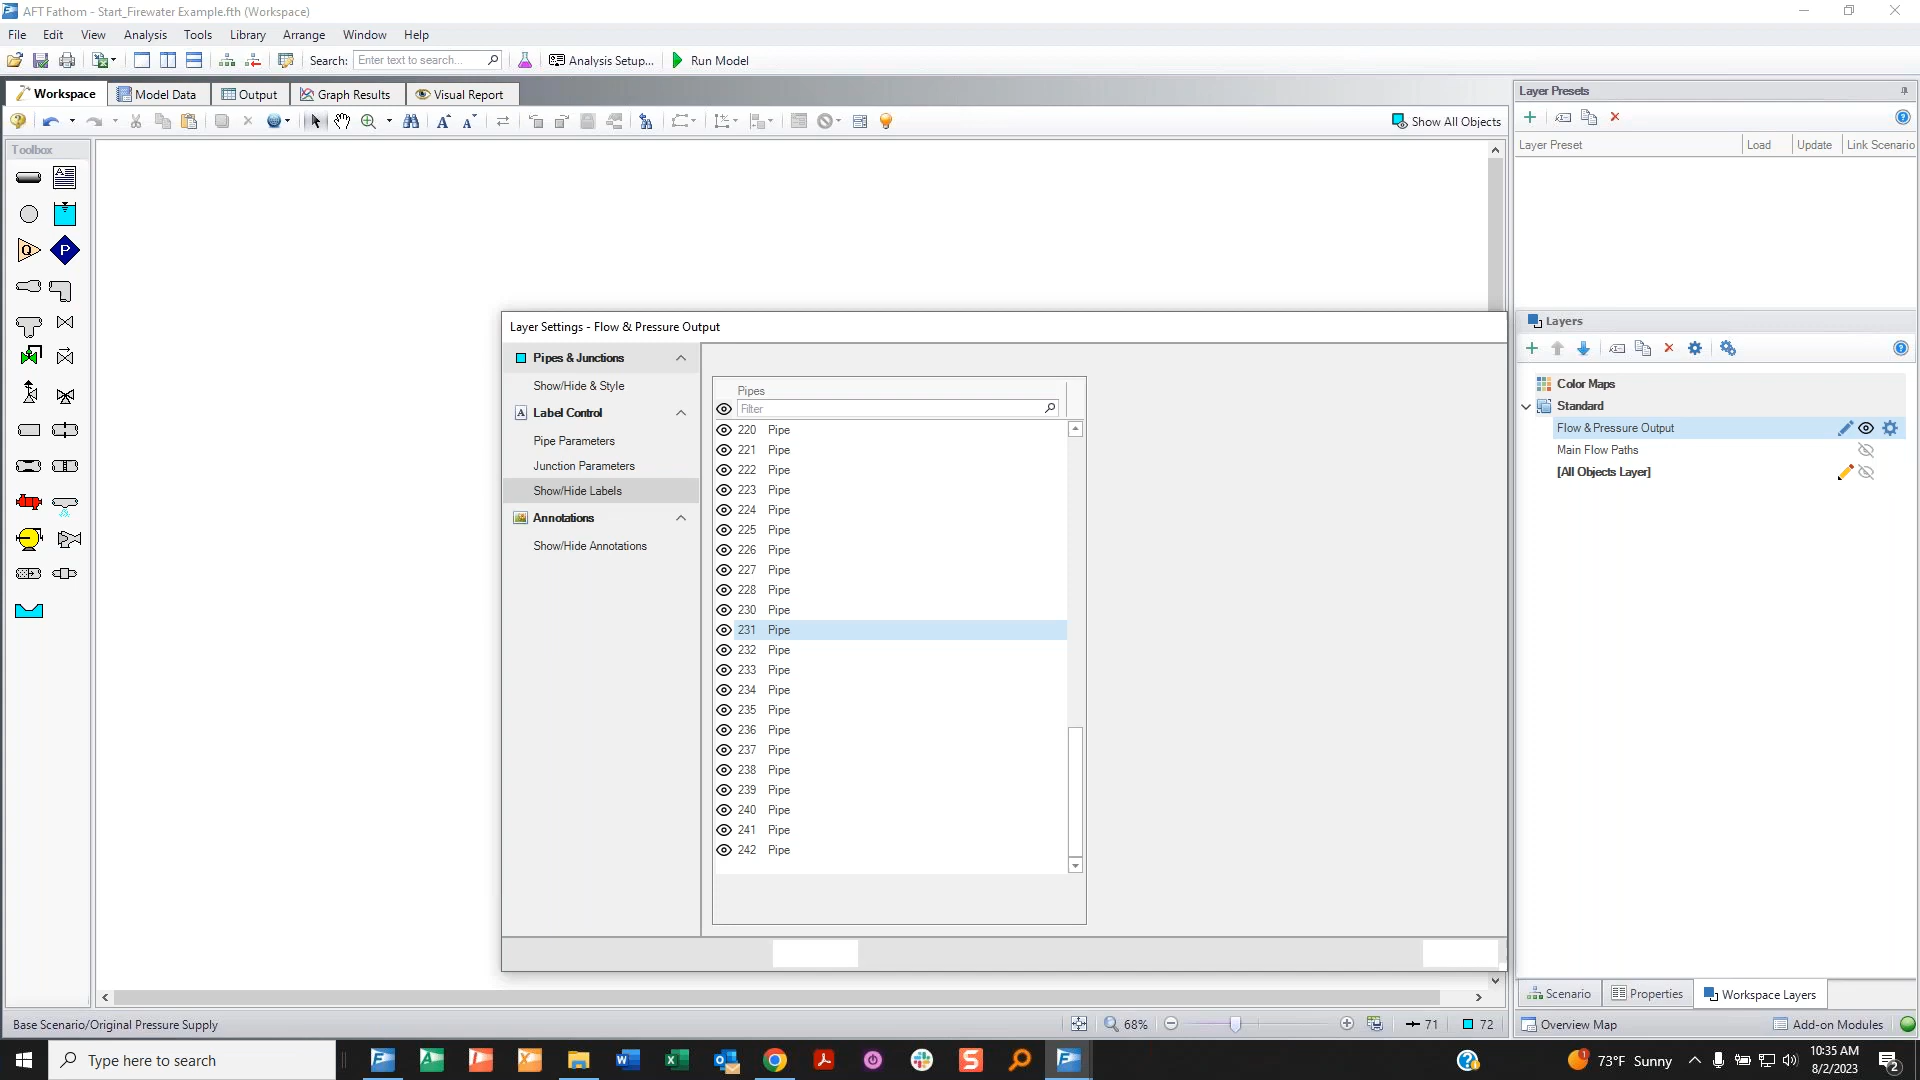 AFT Fathom - Start_Firewater Example.fth (Workspace)
File Edit View Analysis Tools Library Arrange Window Help
Search: Enter text to search... Analysis Setup... Run Model
Workspace Model Data Output Graph Results Visual Report
Show All Objects
Toolbox
Layer Settings - Flow & Pressure Output
Pipes & Junctions
Show/Hide & Style
Label Control
Pipe Parameters
Junction Parameters
Show/Hide Labels
Annotations
Show/Hide Annotations
Pipes
Filter
220 Pipe
221 Pipe
222 Pipe
223 Pipe
224 Pipe
225 Pipe
226 Pipe
227 Pipe
228 Pipe
230 Pipe
231 Pipe
232 Pipe
233 Pipe
234 Pipe
235 Pipe
236 Pipe
237 Pipe
238 Pipe
239 Pipe
240 Pipe
241 Pipe
242 Pipe
Layer Presets
Layer Preset Load Update Link Scenario
Layers
Color Maps
Standard
Flow & Pressure Output
Main Flow Paths
[All Objects Layer]
Scenario Properties Workspace Layers
Base Scenario/Original Pressure Supply 68% 71 72 Overview Map Add-on Modules
Type here to search 73°F Sunny 10:35 AM
8/2/2023